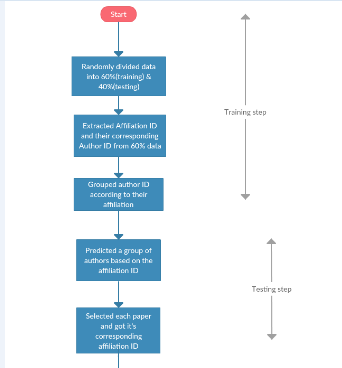 Start
Randomly divided data
into 60%(training) &
40%(testing)
Training step
Extracted Affiliation ID
and their corresponding
Author ID from 60% data
Grouped author ID
according to their
affiliation
Predicted a group of
authors based on the
affiliation ID
Testing step
Selected each paper
and got it's
corresponding
affiliation ID